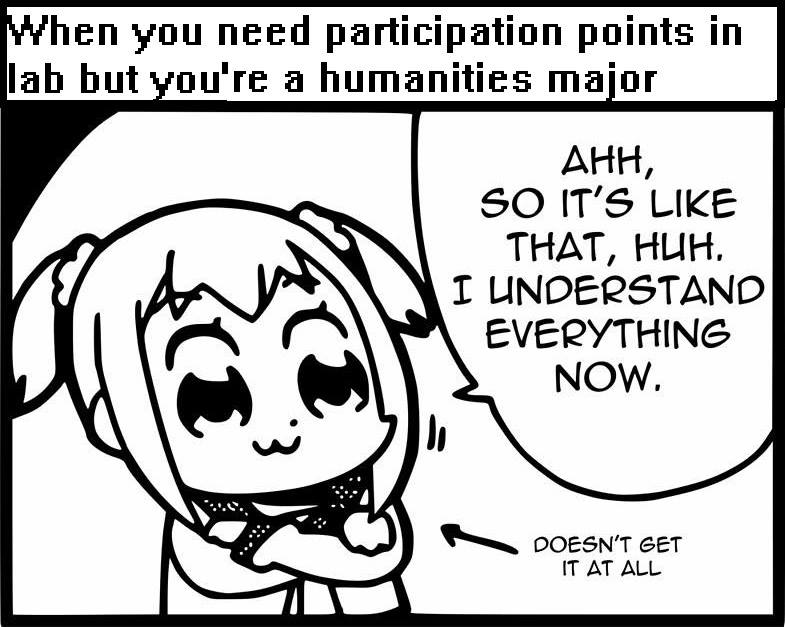 When you need participation points in
lab but you're a humanities major
AHH,
SO IT'S LIKE
THAT, HUH.
I UNDERSTAND
EVERYTHING
NOW.
DOESN'T GET
IT AT ALL